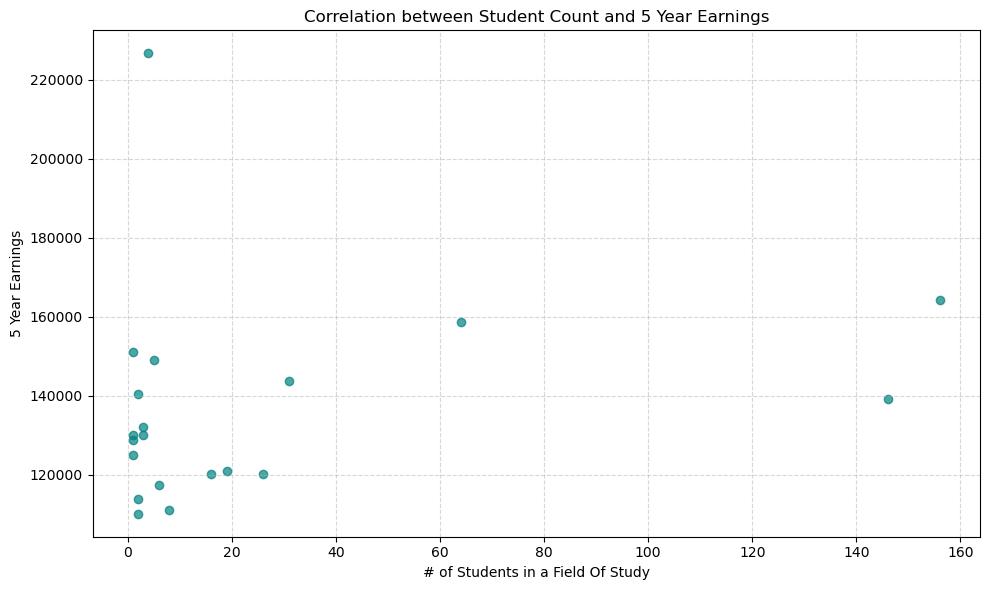 Correlation between Student Count and 5 Year Earnings
220000
200000
180000
160000
140000
120000
5 Year Earnings
0 20 40 60 80 100 120 140 160
# of Students in a Field Of Study